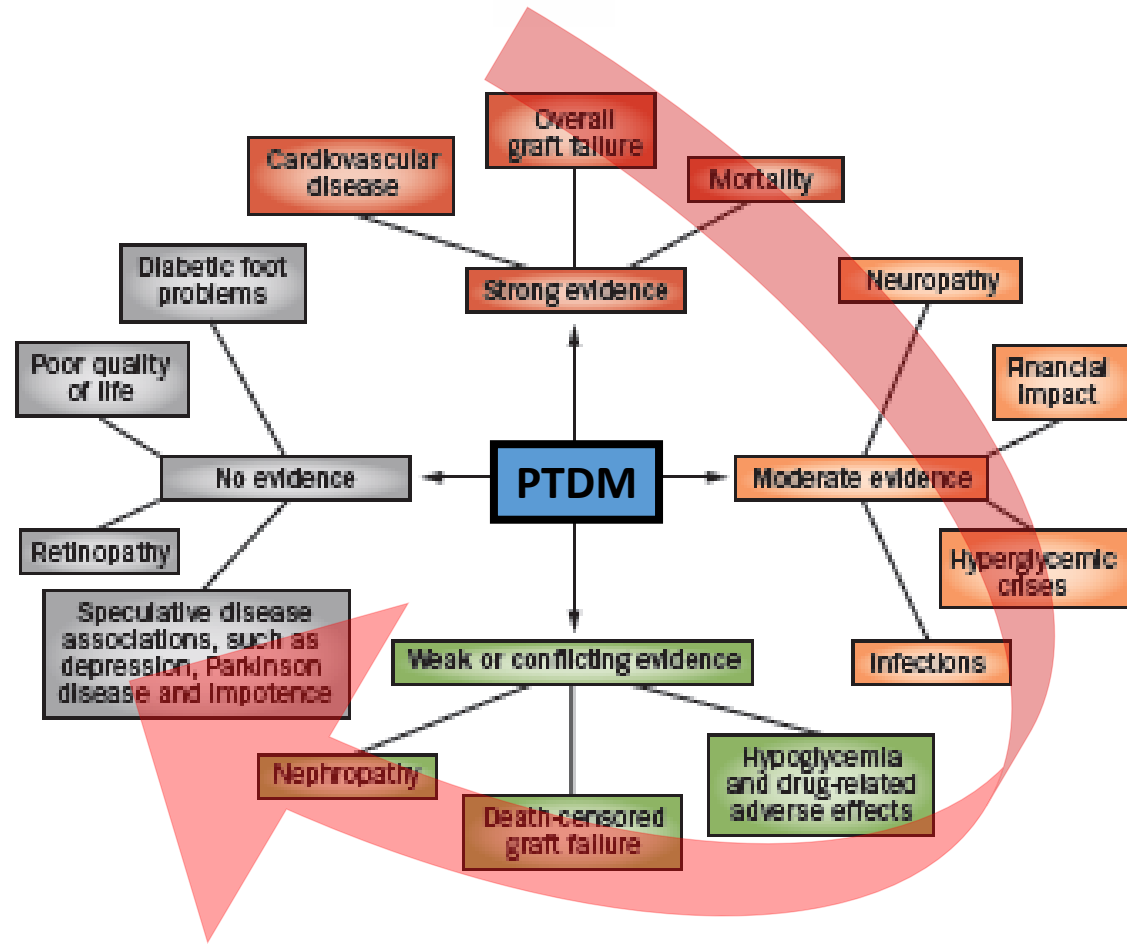 Overall
graft failure
Cardiovascular
disease
Mortality
Strong evidence
Diabetic foot
problems
Neuropathy
Poor quality
of life
Financial
impact
No evidence
PTDM
Moderate evidence
Retinopathy
Hyperglycemic
crises
Speculative disease
associations, such as
depression, Parkinson
disease and impotence
Weak or conflicting evidence
Infections
Nephropathy
Hypoglycemia
and drug-related
adverse effects
Death-censored
graft failure